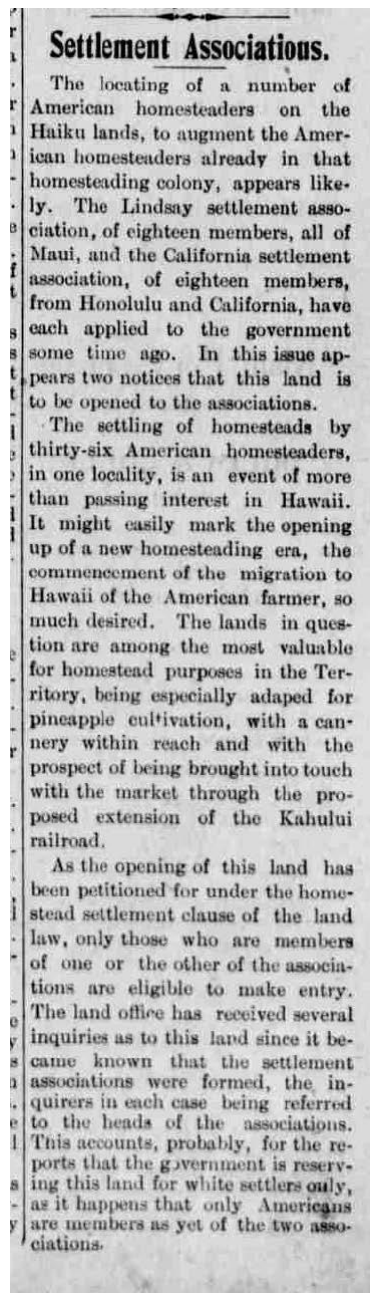 Settlement Associations.
The locating of a number of
American homesteaders on the
Haiku lands, to augment the Amer-
ican homesteaders already in that
homesteading colony, appears like-
ly. The Lindsay settlement asso-
ciation, of eighteen members, all of
Maui, and the California settlement
association, of eighteen members,
from Honolulu and California, have
each applied to the government
some time ago. In this issue ap-
pears two notices that this land is
to be opened to the associations.
The settling of homesteads by
thirty-six American homesteaders,
in one locality, is an event of more
than passing interest in Hawaii.
It might easily mark the opening
up of a new homesteading era, the
commencement of the migration to
Hawaii of the American farmer, so
much desired. The lands in ques-
tion are among the most valuable
for homestead purposes in the Ter-
ritory, being especially adaped for
pineapple cultivation, with a can-
nery within reach and with the
prospect of being brought into touch
with the market through the pro-
posed extension of the Kahului
railroad.
As the opening of this land has
been petitioned for under the home-
stead settlement clause of the land
law, only those who are members
of one or the other of the associa-
tions are eligible to make entry.
The land office has received several
inquiries as to this land since it be-
came known that the settlement
associations were formed, the in-
quirers in each case being referred
to the heads of the associations.
This accounts, probably, for the re-
ports that the government is reserv-
ing this land for white settlers only,
as it happens that only Americans
are members as yet of the two asso-
ciations.